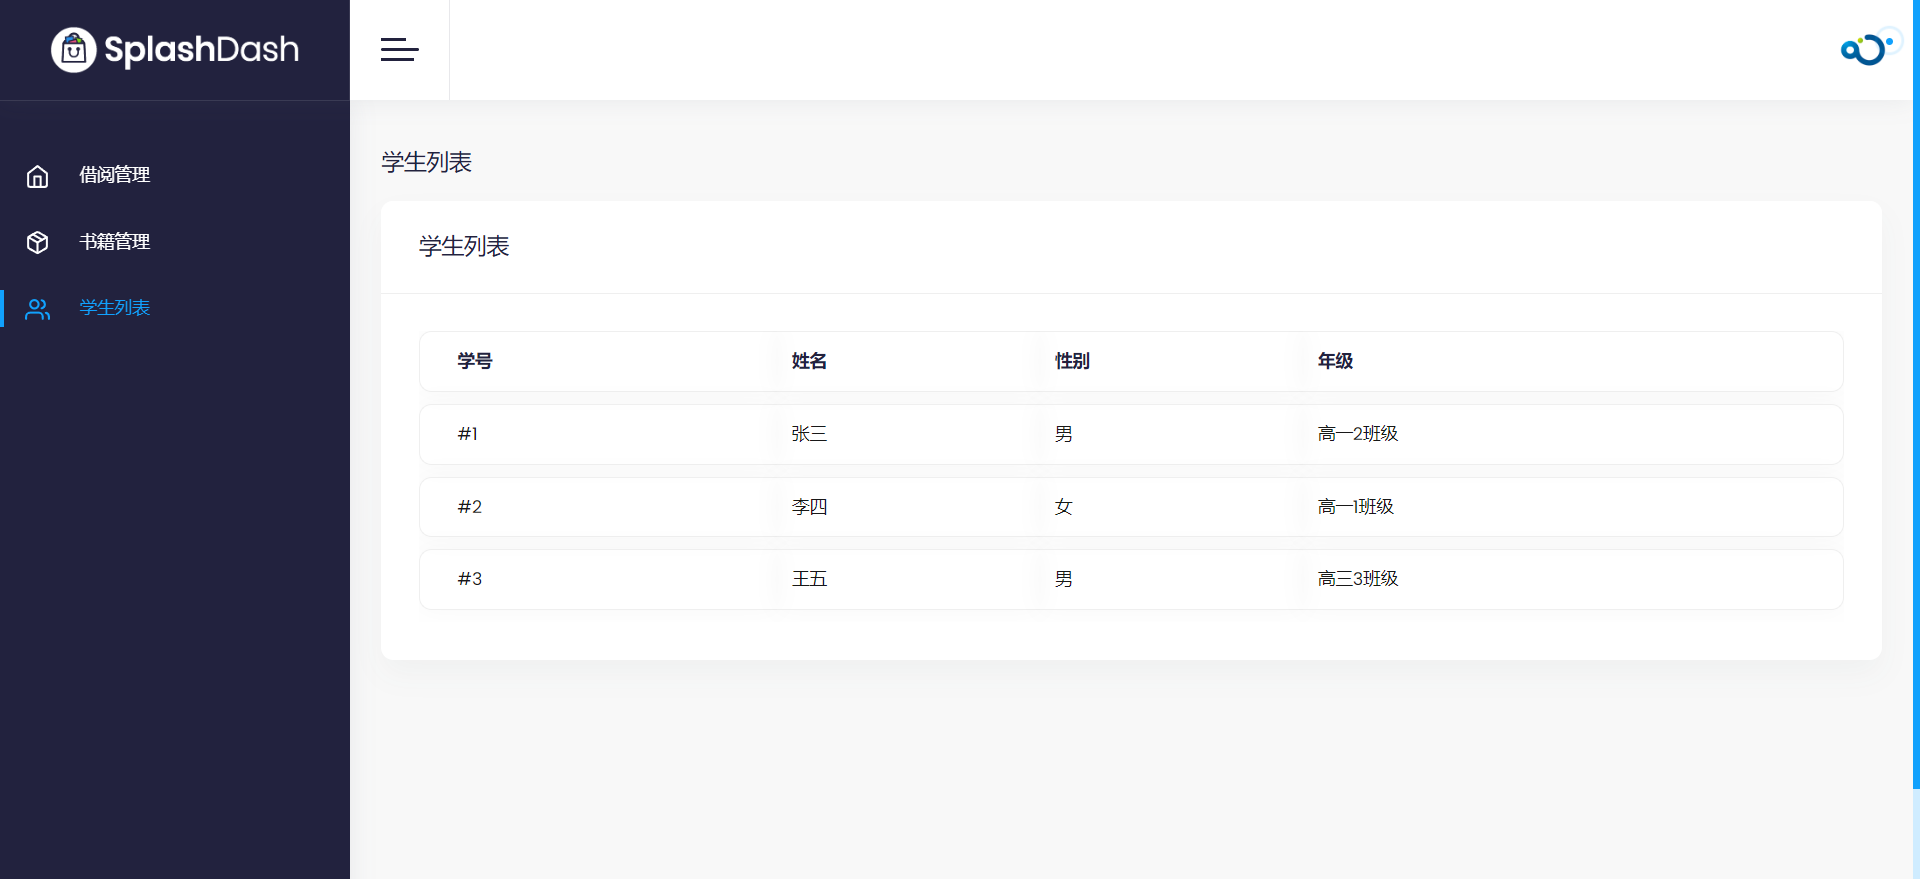 SplashDash
借阅管理
书籍管理
学生列表
学生列表
学生列表
学号 姓名 性别 年级
#1 张三 男 高一2班级
#2 李四 女 高一1班级
#3 王五 男 高三3班级